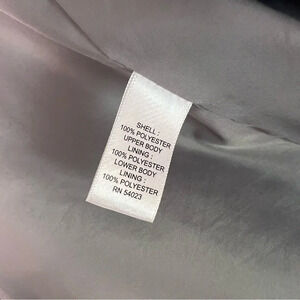 SHELL :
100% POLYESTER
UPPER BODY
LINING :
100% POLYESTER
LOWER BODY
LINING :
100% POLYESTER
RN 54023